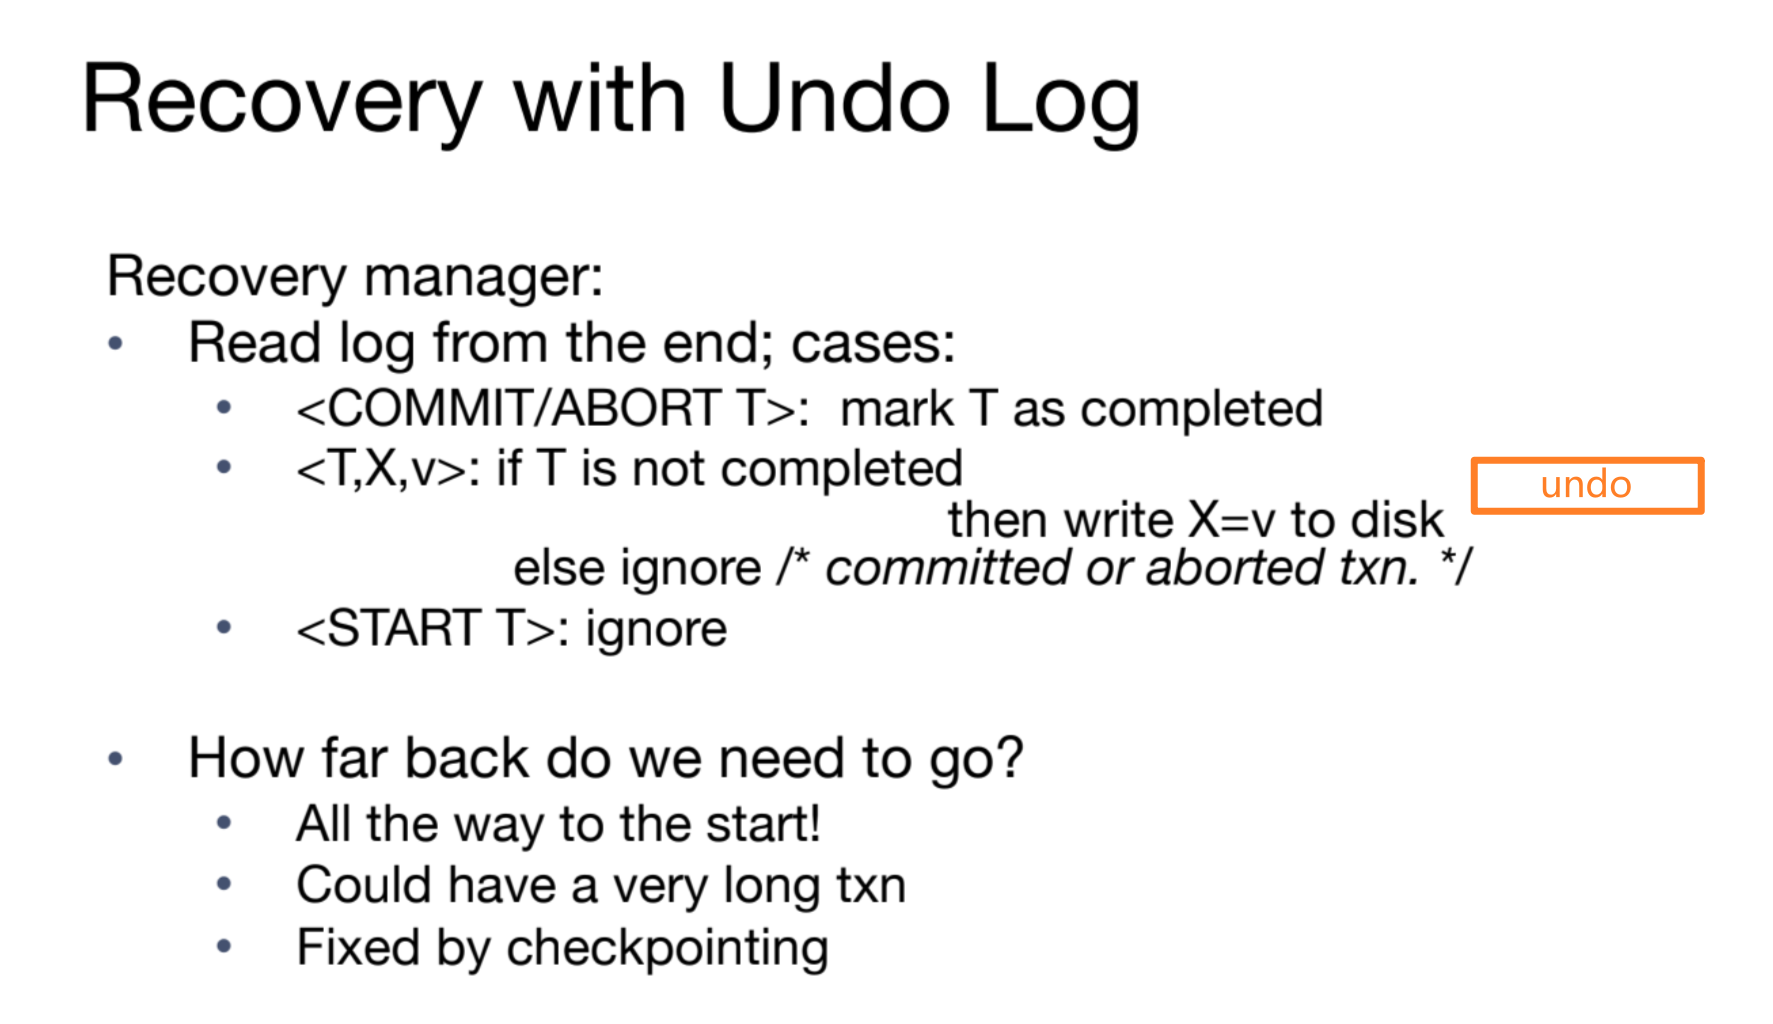 Recovery with Undo Log
Recovery manager:
• Read log from the end; cases:
• <COMMIT/ABORT T>: mark T as completed
• <T,X,v>: if T is not completed
undo
then write X=v to disk
else ignore /* committed or aborted txn. */
• <START T>: ignore
• How far back do we need to go?
• All the way to the start!
• Could have a very long txn
• Fixed by checkpointing